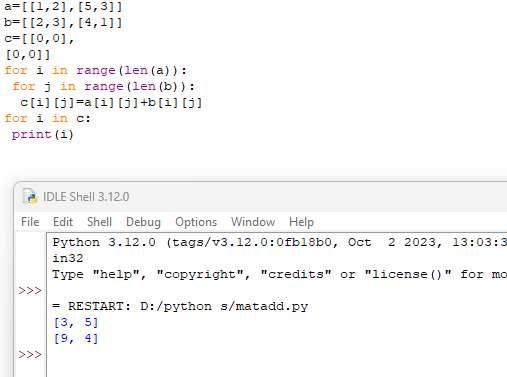 a=[[1,2],[5,3]]
b=[[2,3],[4,1]]
c=[[0,0],
[0,0]]
for i in range(len(a)):
 for j in range(len(b)):
  c[i][j]=a[i][j]+b[i][j]
for i in c:
 print(i)
IDLE Shell 3.12.0
File Edit Shell Debug Options Window Help
Python 3.12.0 (tags/v3.12.0:0fb18b0, Oct  2 2023, 13:03:3
in32
Type "help", "copyright", "credits" or "license()" for mo
>>>
= RESTART: D:/python s/matadd.py
[3, 5]
[9, 4]
>>>